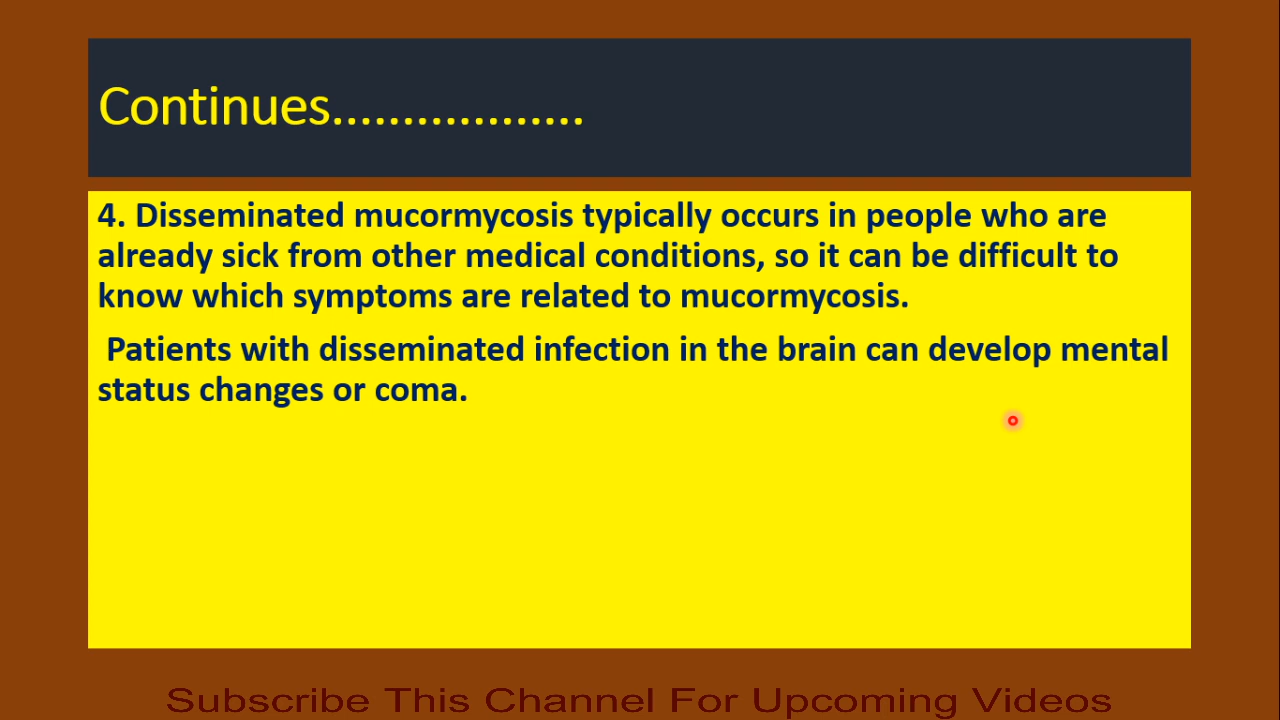 Continues..................
4. Disseminated mucormycosis typically occurs in people who are
already sick from other medical conditions, so it can be difficult to
know which symptoms are related to mucormycosis.
Patients with disseminated infection in the brain can develop mental
status changes or coma.
Subscribe This Channel For Upcoming Videos